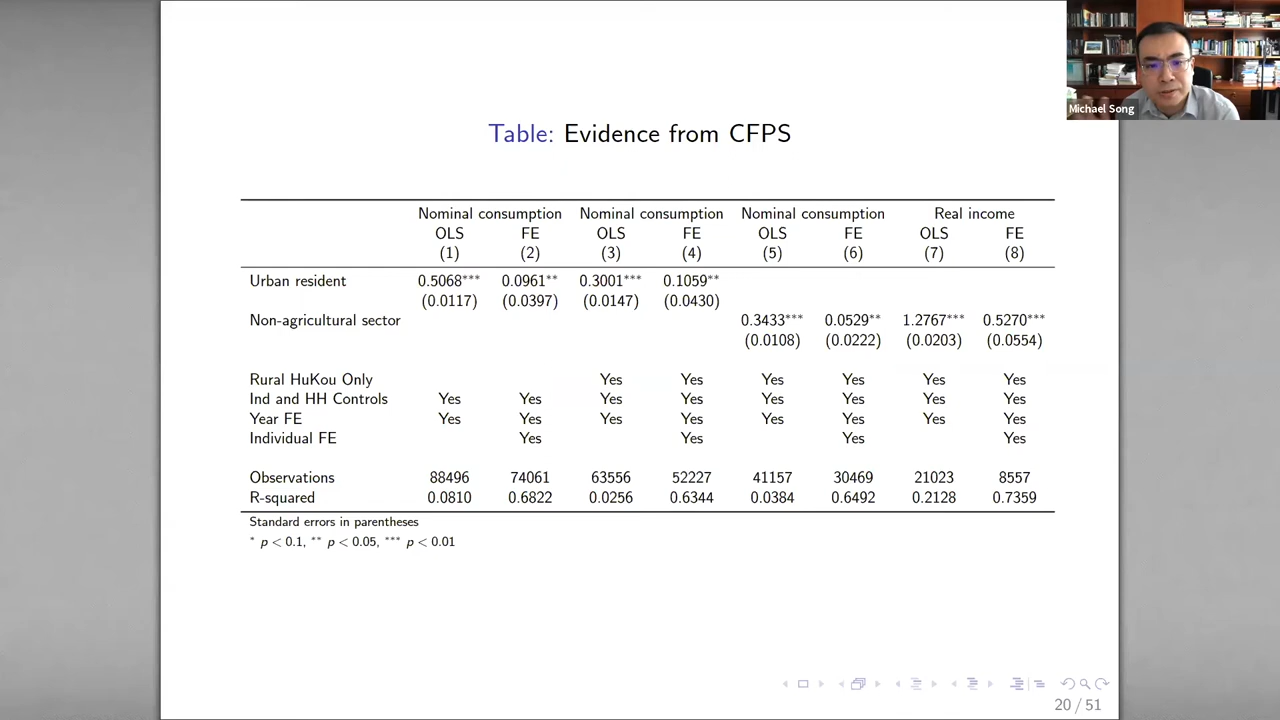 Michael Song
Table: Evidence from CFPS
Nominal consumption Nominal consumption Nominal consumption Real income
OLS FE OLS FE OLS FE OLS FE
(1) (2) (3) (4) (5) (6) (7) (8)
Urban resident 0.5068*** 0.0961** 0.3001*** 0.1059**
(0.0117) (0.0397) (0.0147) (0.0430)
Non-agricultural sector 0.3433*** 0.0529** 1.2767*** 0.5270***
(0.0108) (0.0222) (0.0203) (0.0554)
Rural HuKou Only Yes Yes Yes Yes Yes Yes
Ind and HH Controls Yes Yes Yes Yes Yes Yes Yes Yes
Year FE Yes Yes Yes Yes Yes Yes Yes Yes
Individual FE Yes Yes Yes Yes
Observations 88496 74061 63556 52227 41157 30469 21023 8557
R-squared 0.0810 0.6822 0.0256 0.6344 0.0384 0.6492 0.2128 0.7359
Standard errors in parentheses
* p < 0.1, ** p < 0.05, *** p < 0.01
20 / 51